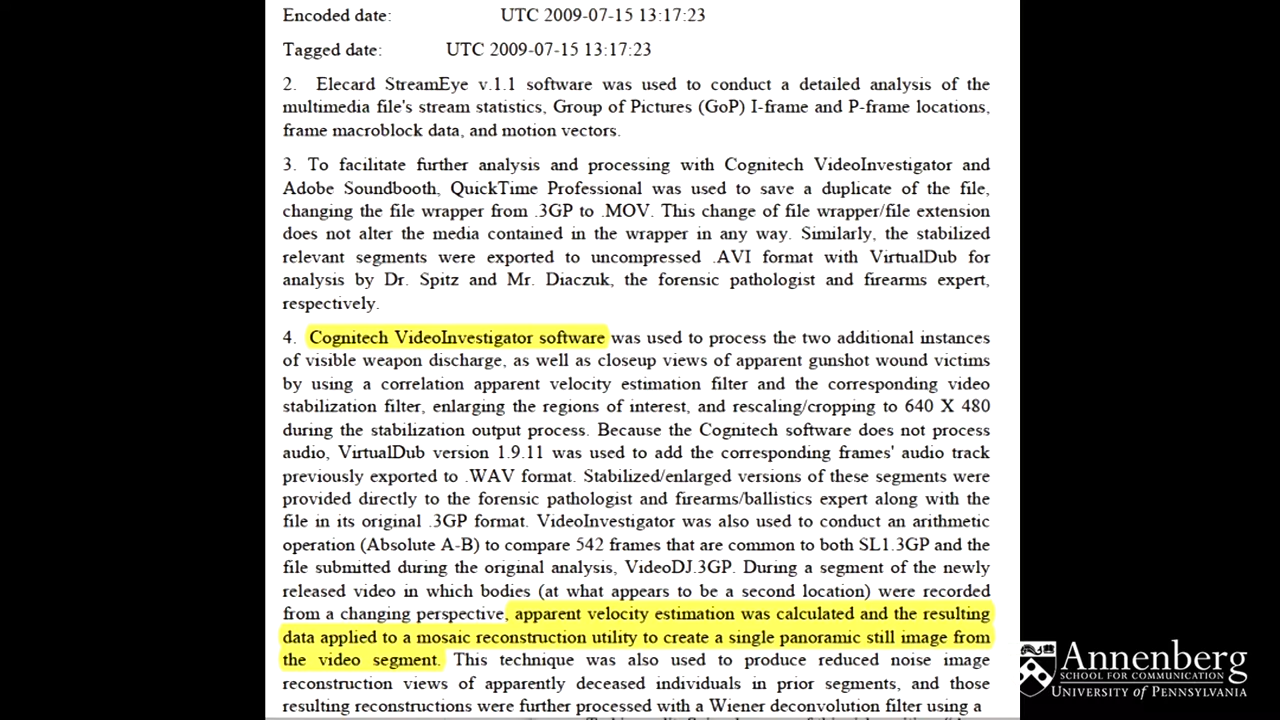 Encoded date: UTC 2009-07-15 13:17:23
Tagged date: UTC 2009-07-15 13:17:23
2. Elecard StreamEye v.1.1 software was used to conduct a detailed analysis of the
multimedia file's stream statistics, Group of Pictures (GoP) I-frame and P-frame locations,
frame macroblock data, and motion vectors.
3. To facilitate further analysis and processing with Cognitech VideoInvestigator and
Adobe Soundbooth, QuickTime Professional was used to save a duplicate of the file,
changing the file wrapper from .3GP to .MOV. This change of file wrapper/file extension
does not alter the media contained in the wrapper in any way. Similarly, the stabilized
relevant segments were exported to uncompressed .AVI format with VirtualDub for
analysis by Dr. Spitz and Mr. Diaczuk, the forensic pathologist and firearms expert,
respectively.
4. Cognitech VideoInvestigator software was used to process the two additional instances
of visible weapon discharge, as well as closeup views of apparent gunshot wound victims
by using a correlation apparent velocity estimation filter and the corresponding video
stabilization filter, enlarging the regions of interest, and rescaling/cropping to 640 X 480
during the stabilization output process. Because the Cognitech software does not process
audio, VirtualDub version 1.9.11 was used to add the corresponding frames' audio track
previously exported to .WAV format. Stabilized/enlarged versions of these segments were
provided directly to the forensic pathologist and firearms/ballistics expert along with the
file in its original .3GP format. VideoInvestigator was also used to conduct an arithmetic
operation (Absolute A-B) to compare 542 frames that are common to both SL1.3GP and the
file submitted during the original analysis, VideoDJ.3GP. During a segment of the newly
released video in which bodies (at what appears to be a second location) were recorded
from a changing perspective, apparent velocity estimation was calculated and the resulting
data applied to a mosaic reconstruction utility to create a single panoramic still image from
the video segment. This technique was also used to produce reduced noise image
reconstruction views of apparently deceased individuals in prior segments, and those
resulting reconstructions were further processed with a Wiener deconvolution filter using a
Annenberg
SCHOOL FOR COMMUNICATION
UNIVERSITY OF PENNSYLVANIA